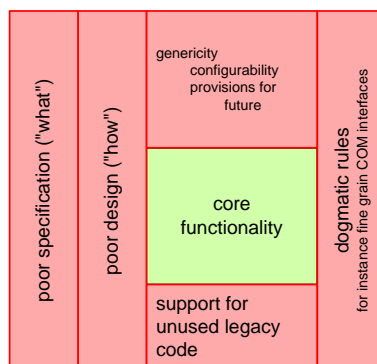 poor specification ("what")
poor design ("how")
genericity
configurability
provisions for
future
core
functionality
support for
unused legacy
code
dogmatic rules
for instance fine grain COM interfaces